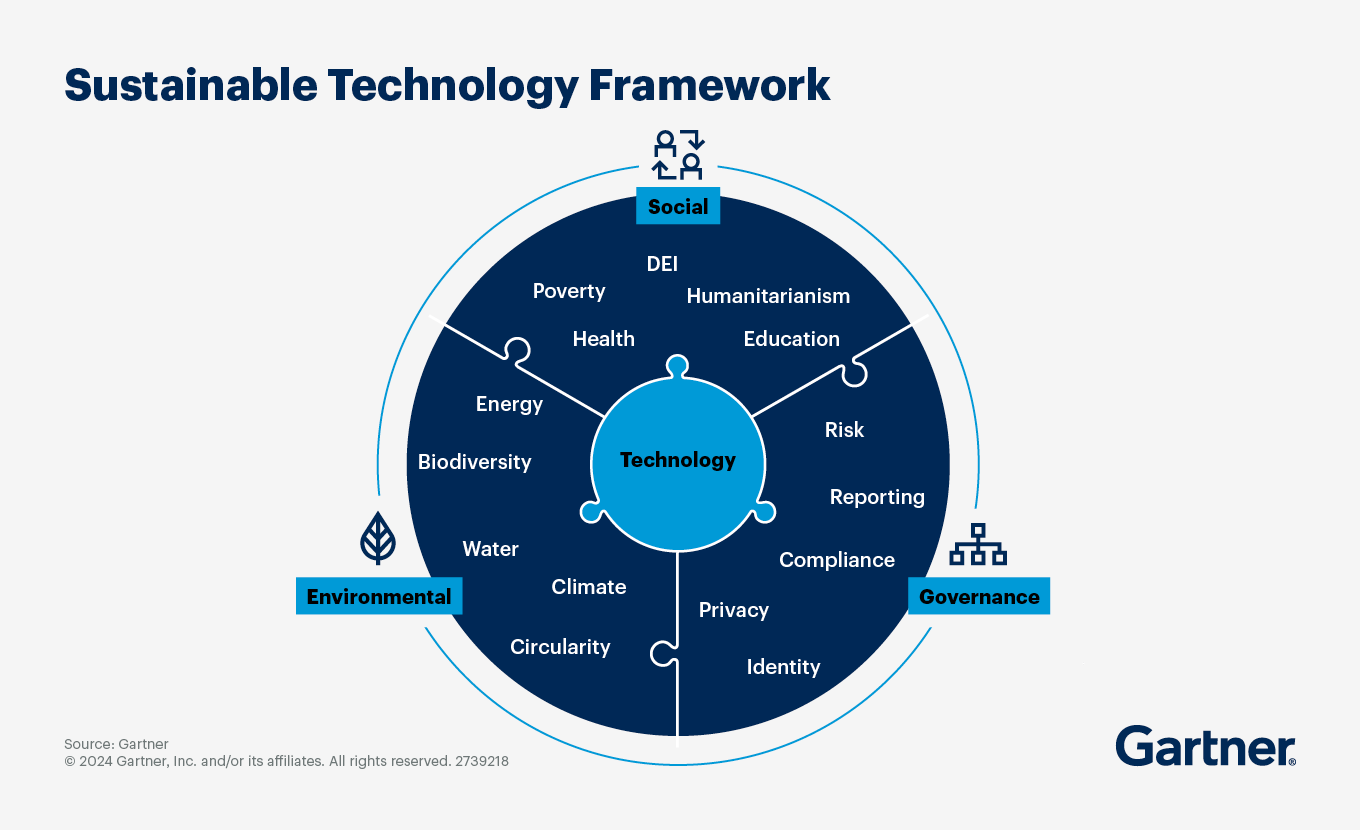 Sustainable Technology Framework
Social
DEI
Poverty
Humanitarianism
Health
Education
Energy
Biodiversity
Water
Climate
Circularity
Environmental
Technology
Risk
Reporting
Compliance
Privacy
Identity
Governance
Source: Gartner
© 2024 Gartner, Inc. and/or its affiliates. All rights reserved. 2739218
Gartner®